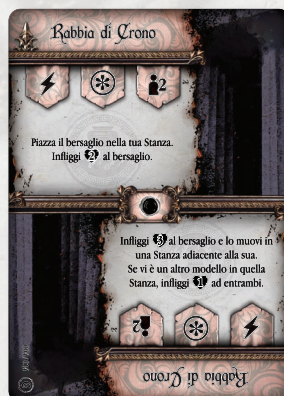 Rabbia di Crono
2
Piazza il bersaglio nella tua Stanza.
Infliggi 2 al bersaglio.
Infliggi 3 al bersaglio e lo muovi in
una Stanza adiacente alla sua.
Se vi è un altro modello in quella
Stanza, infliggi 1 ad entrambi.
2
Rabbia di Crono